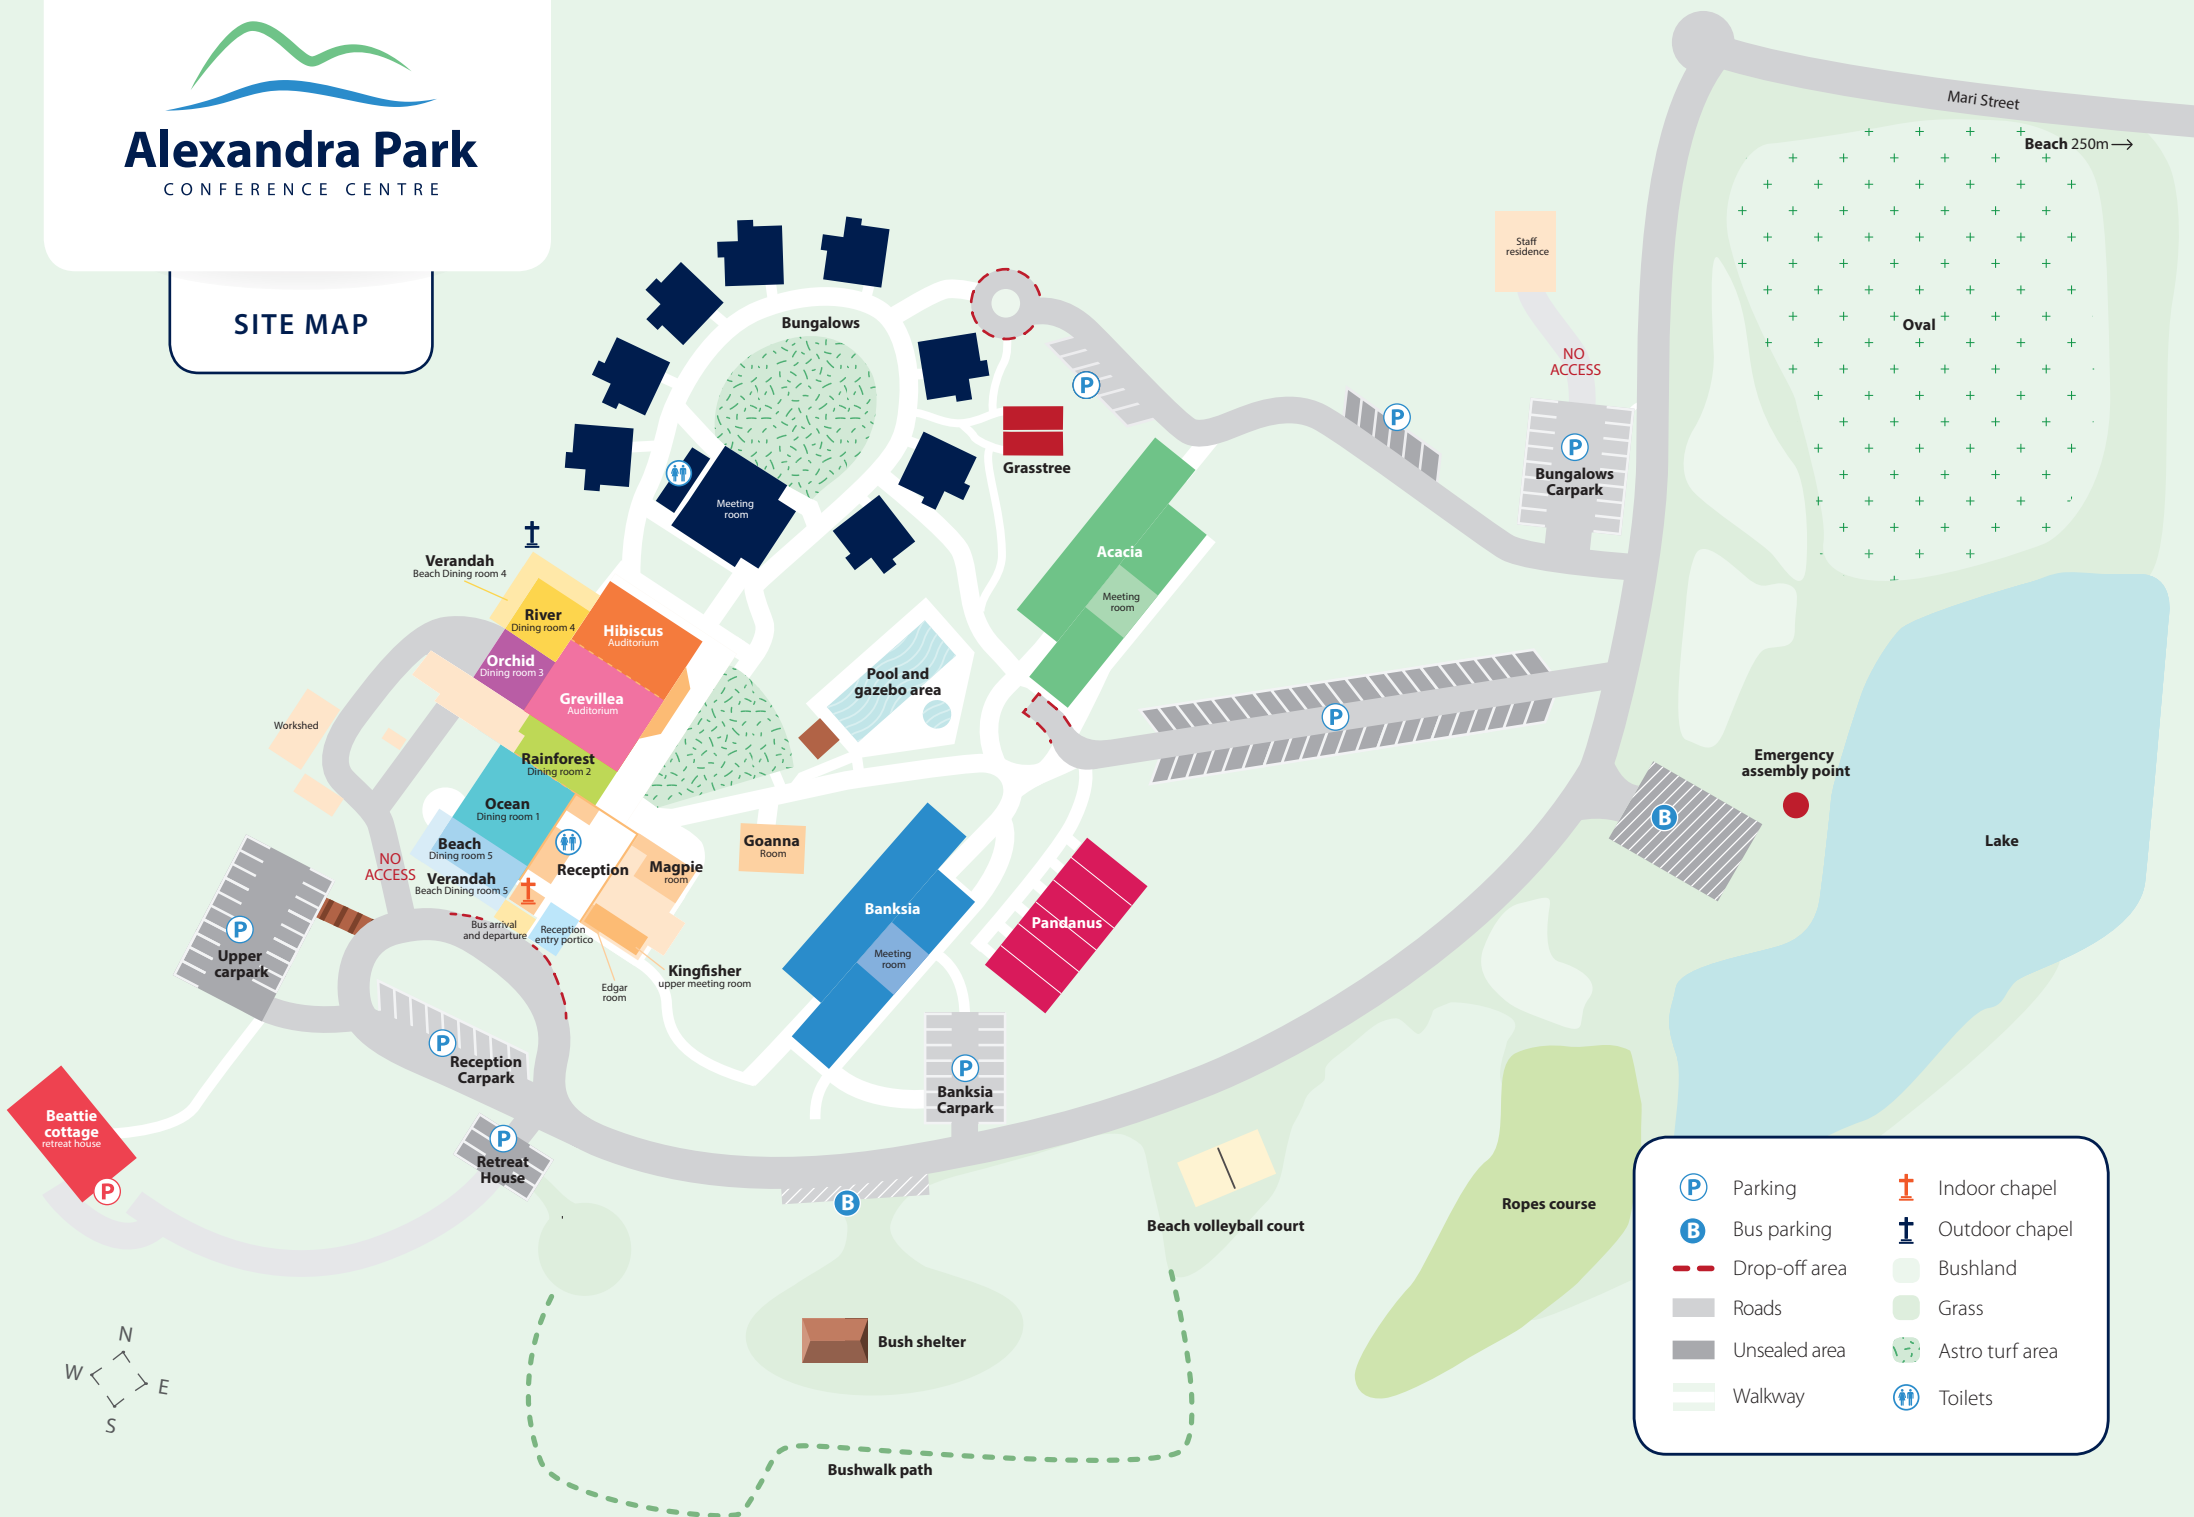 Alexandra Park
CONFERENCE CENTRE
SITE MAP
Mari Street
Beach 250m
Staff
residence
Oval
NO
ACCESS
P
P
P
Bungalows
Carpark
Bungalows
Grasstree
Meeting
room
Acacia
Meeting
room
Verandah
Beach Dining room 4
River
Dining room 4
Hibiscus
Auditorium
Orchid
Dining room 3
Grevillea
Auditorium
Pool and
gazebo area
Workshed
Rainforest
Dining room 2
P
Emergency
assembly point
Ocean
Dining room 1
B
Lake
Beach
Dining room 5
Goanna
Room
NO
ACCESS
Reception
Magpie
room
Verandah
Beach Dining room 5
Banksia
Meeting
room
Pandanus
Bus arrival
and departure
Reception
entry portico
P
Upper
carpark
Kingfisher
upper meeting room
Edgar
room
P
Reception
Carpark
P
Banksia
Carpark
Beattie
cottage
retreat house
P
P
Retreat
House
B
Beach volleyball court
Ropes course
Bush shelter
Bushwalk path
N
W
E
S
P Parking
B Bus parking
Drop-off area
Roads
Unsealed area
Walkway
Indoor chapel
Outdoor chapel
Bushland
Grass
Astro turf area
Toilets